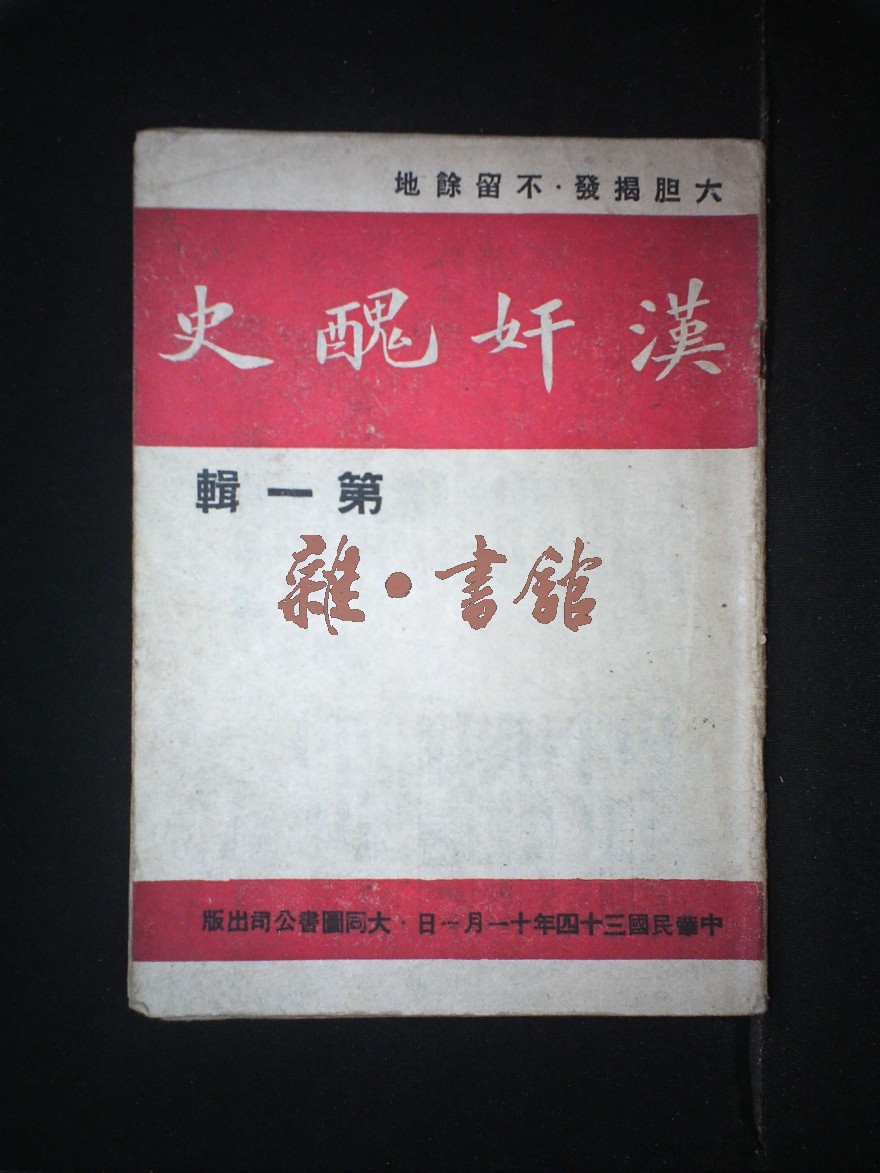 大胆揭發·不留餘地
漢奸醜史
第一輯
雜·書館
中華民國三十四年十一月一日·大同圖書公司出版